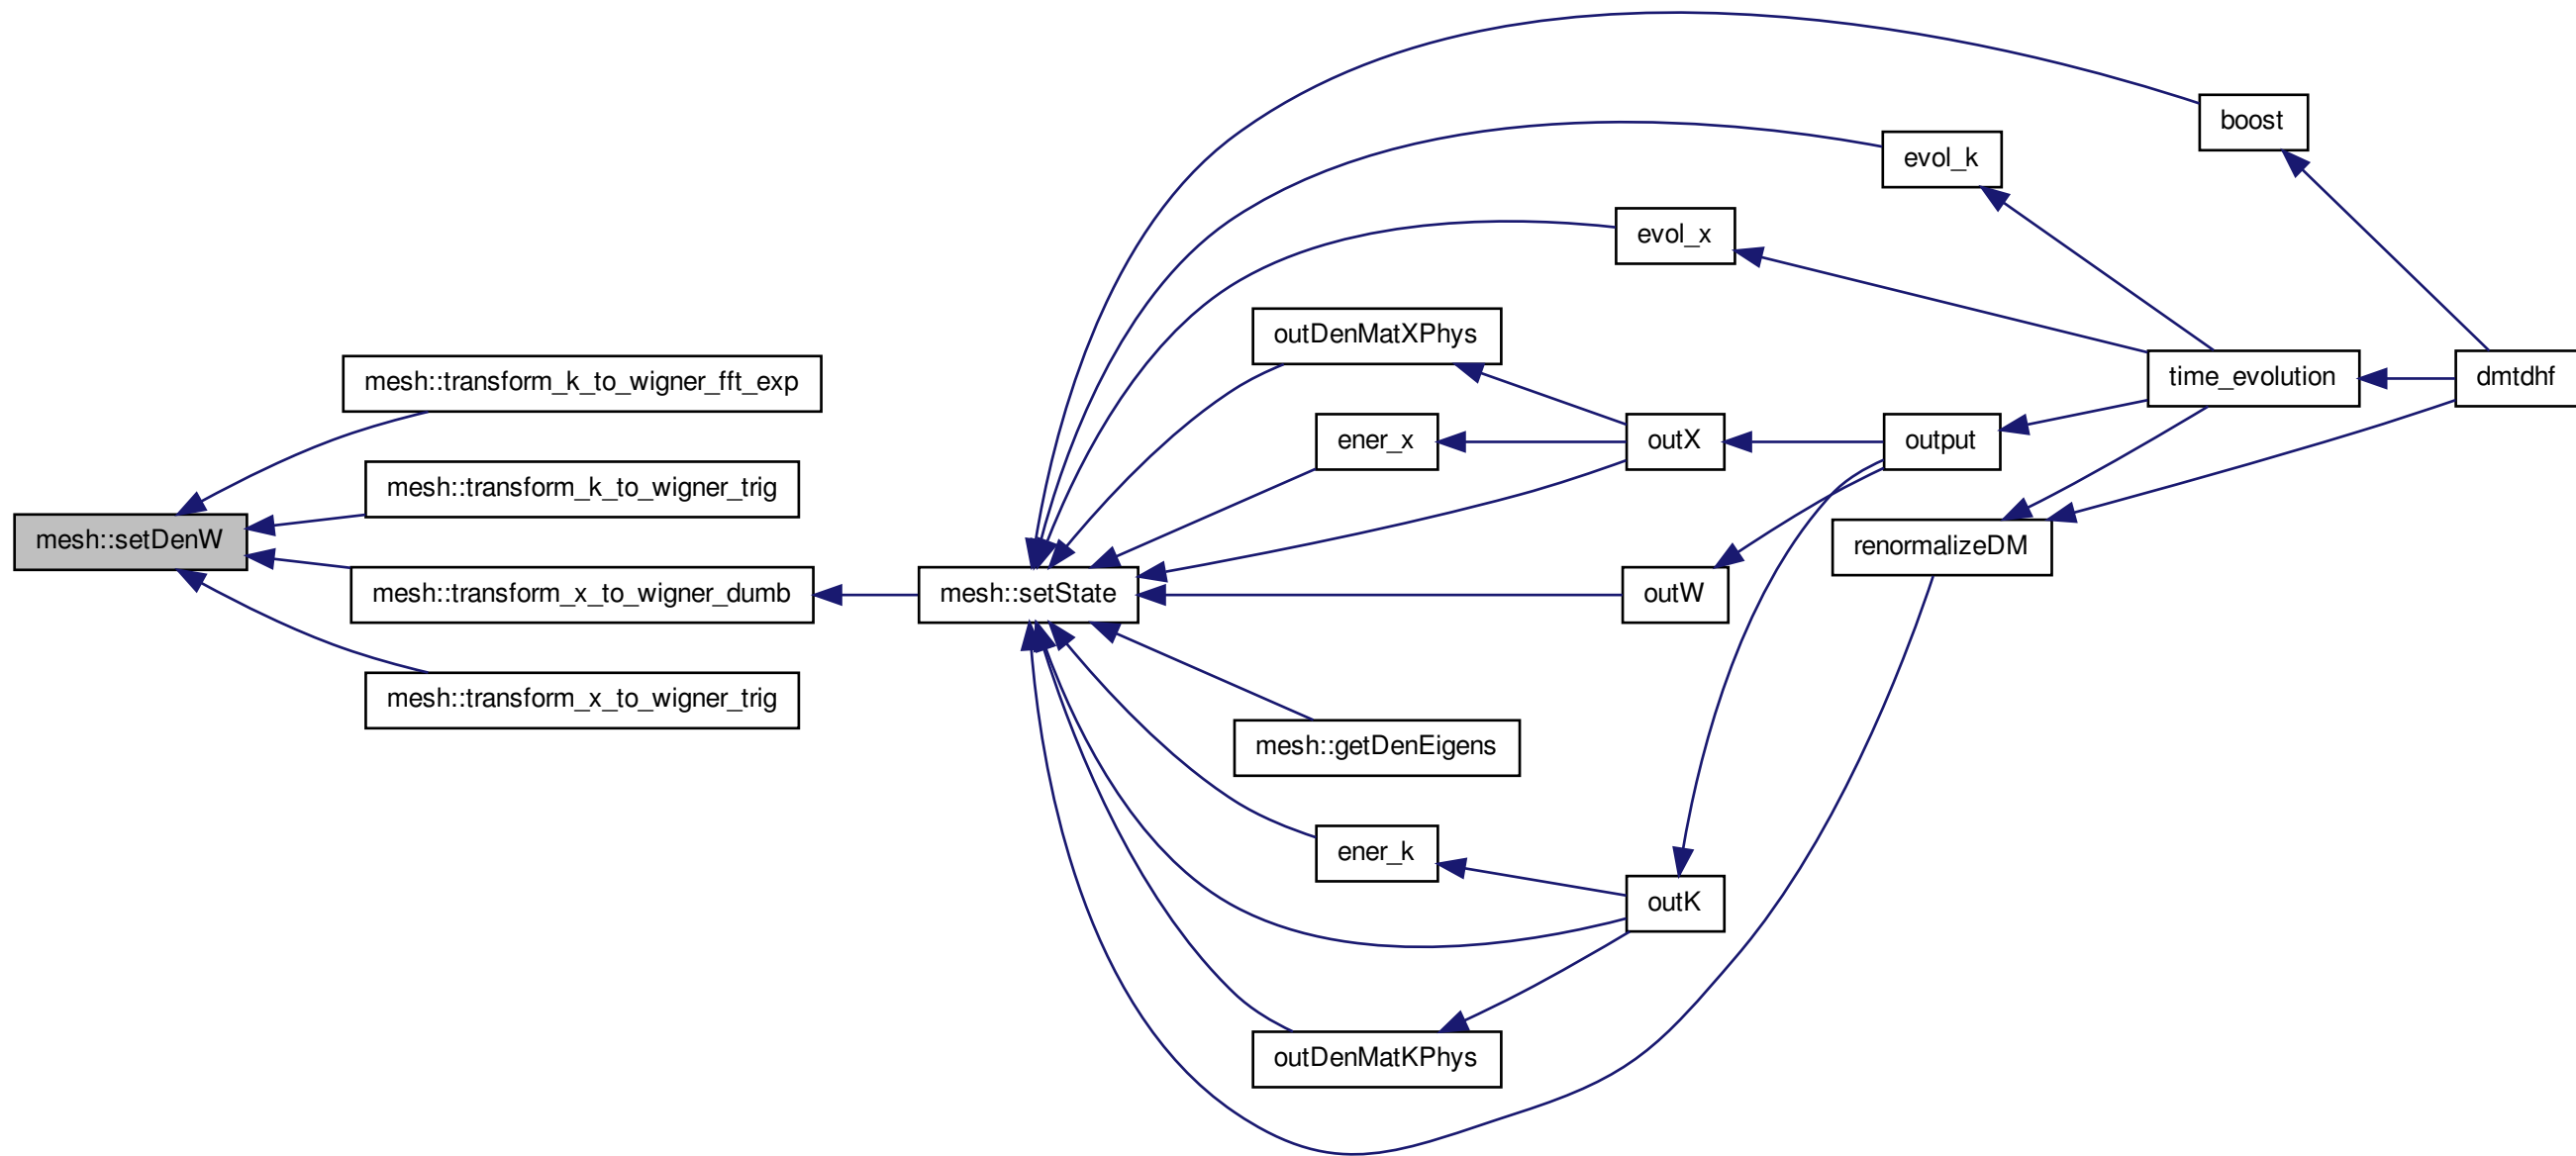 boost
evol_k
evol_x
outDenMatXPhys
mesh::transform_k_to_wigner_fft_exp
time_evolution
dmtdhf
ener_x
outX
output
mesh::transform_k_to_wigner_trig
mesh::setDenW
renormalizeDM
mesh::transform_x_to_wigner_dumb
mesh::setState
outW
mesh::transform_x_to_wigner_trig
mesh::getDenEigens
ener_k
outK
outDenMatKPhys